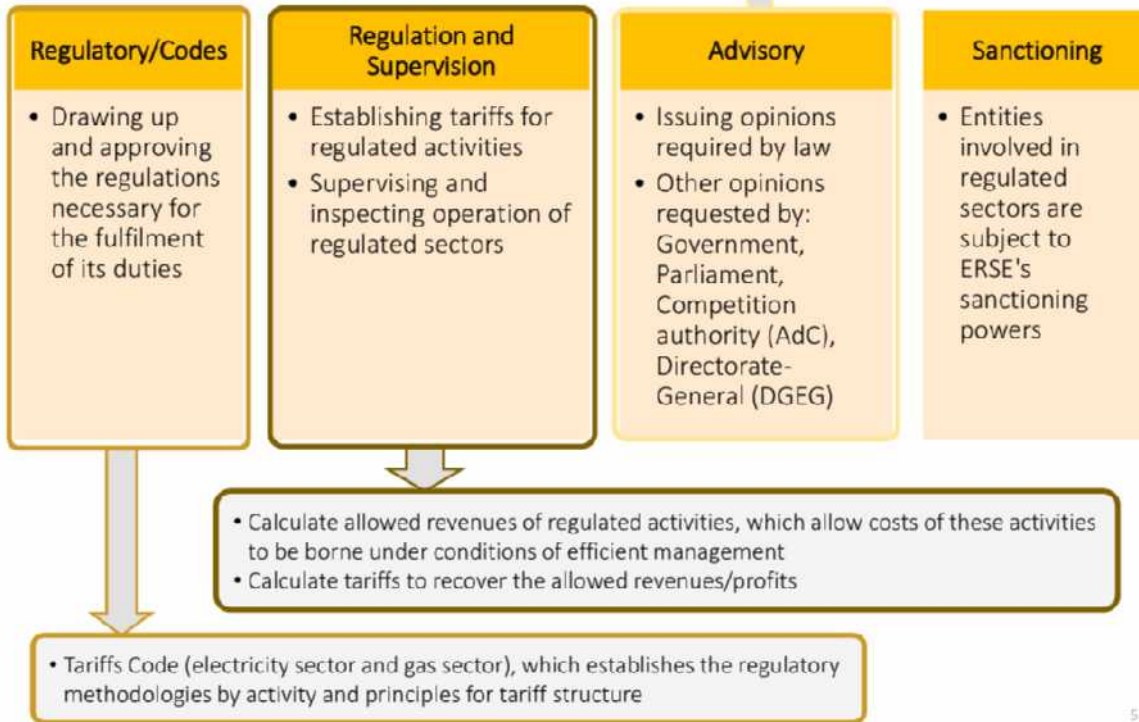 Regulatory/Codes
• Drawing up
and approving
the regulations
necessary for
the fulfilment
of its duties
Regulation and
Supervision
• Establishing tariffs for
regulated activities
• Supervising and
inspecting operation of
regulated sectors
Advisory
• Issuing opinions
required by law
• Other opinions
requested by:
Government,
Parliament,
Competition
authority (AdC),
Directorate-
General (DGEG)
Sanctioning
• Entities
involved in
regulated
sectors are
subject to
ERSE's
sanctioning
powers
• Calculate allowed revenues of regulated activities, which allow costs of these activities
to be borne under conditions of efficient management
• Calculate tariffs to recover the allowed revenues/profits
• Tariffs Code (electricity sector and gas sector), which establishes the regulatory
methodologies by activity and principles for tariff structure
5